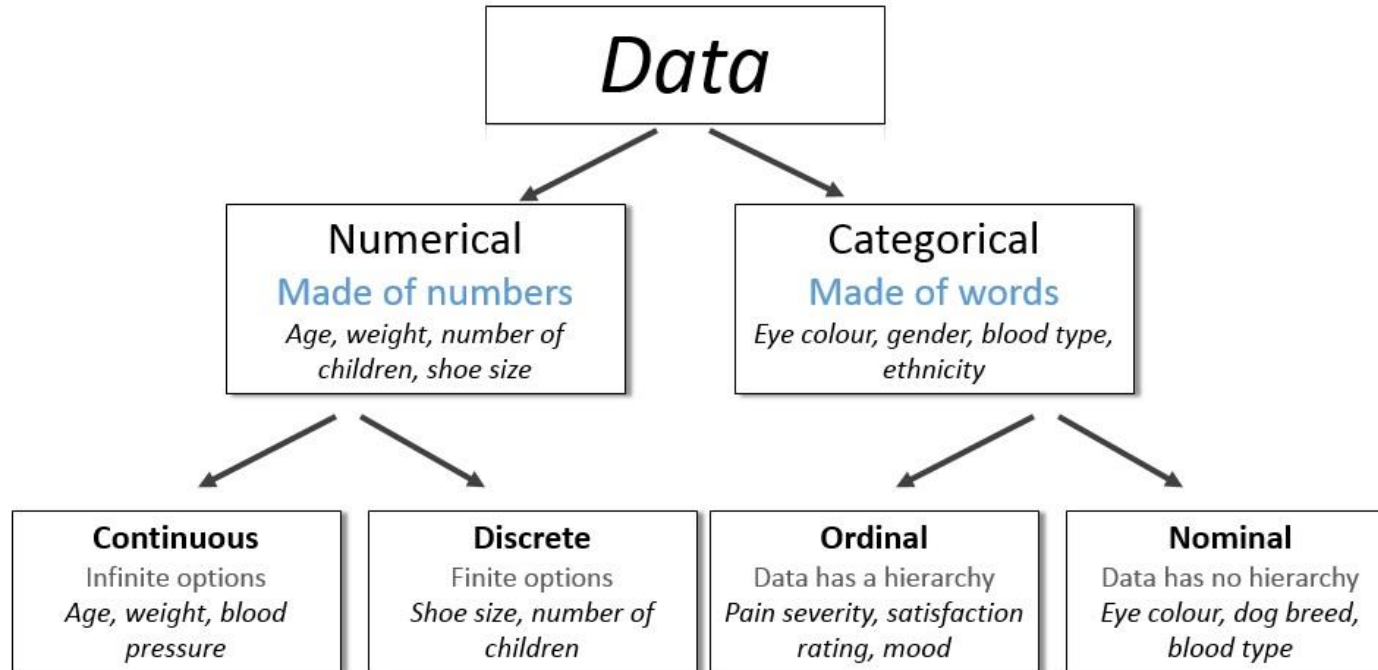 Data
Numerical
Made of numbers
Age, weight, number of
children, shoe size
Categorical
Made of words
Eye colour, gender, blood type,
ethnicity
Continuous
Infinite options
Age, weight, blood
pressure
Discrete
Finite options
Shoe size, number of
children
Ordinal
Data has a hierarchy
Pain severity, satisfaction
rating, mood
Nominal
Data has no hierarchy
Eye colour, dog breed,
blood type